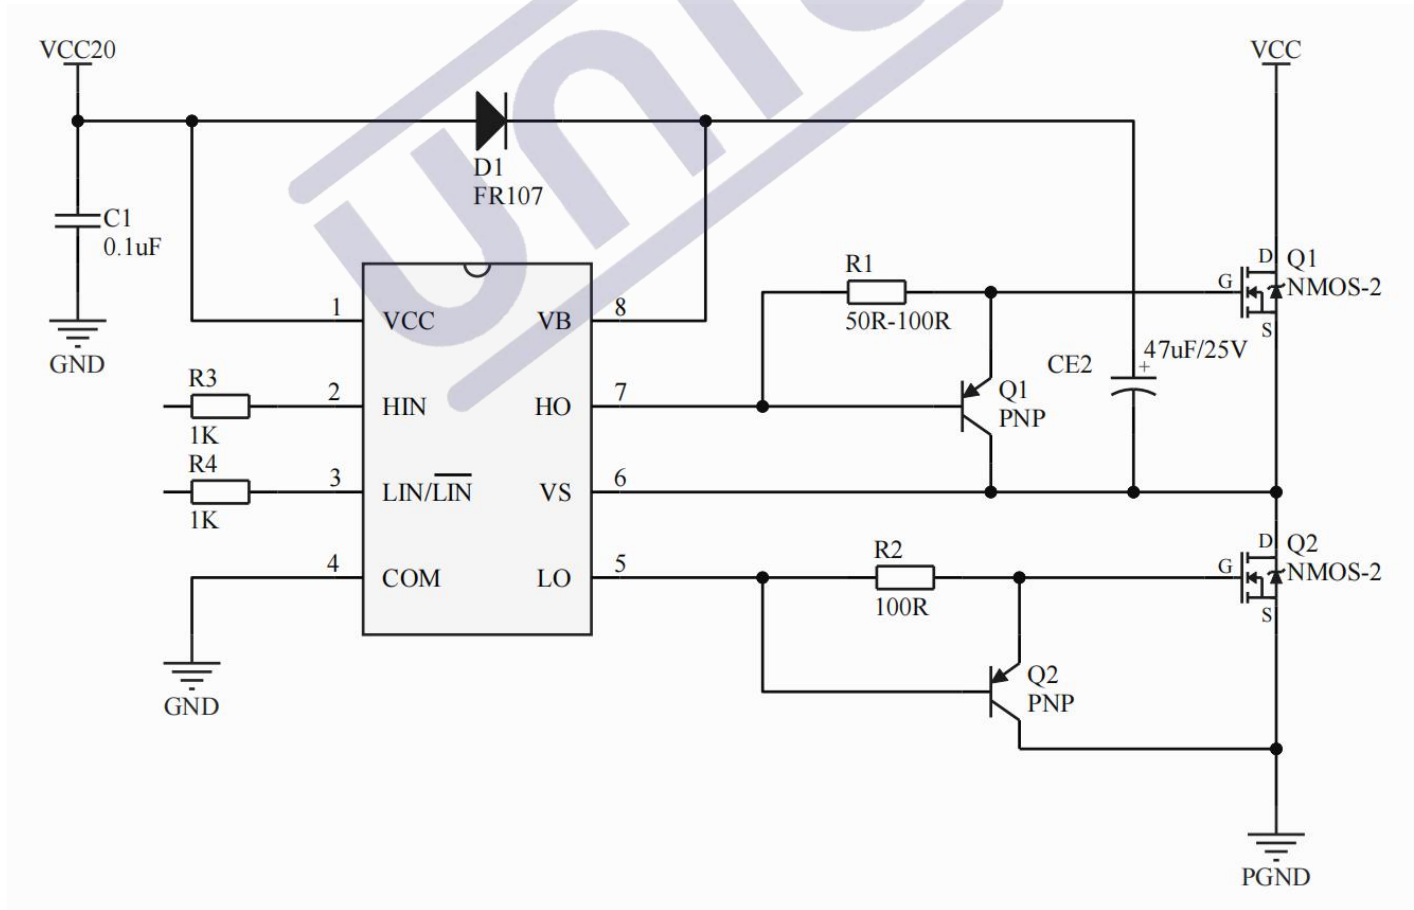 VCC20
VCC
D1
FR107
C1
0.1uF
GND
R1
50R-100R
D
Q1
G
NMOS-2
S
1
VCC
VB
8
CE2
47uF/25V
+
R3
1K
2
HIN
HO
7
Q1
PNP
R4
1K
3
LIN/LIN
VS
6
4
COM
LO
5
R2
100R
D
Q2
G
NMOS-2
S
GND
Q2
PNP
PGND